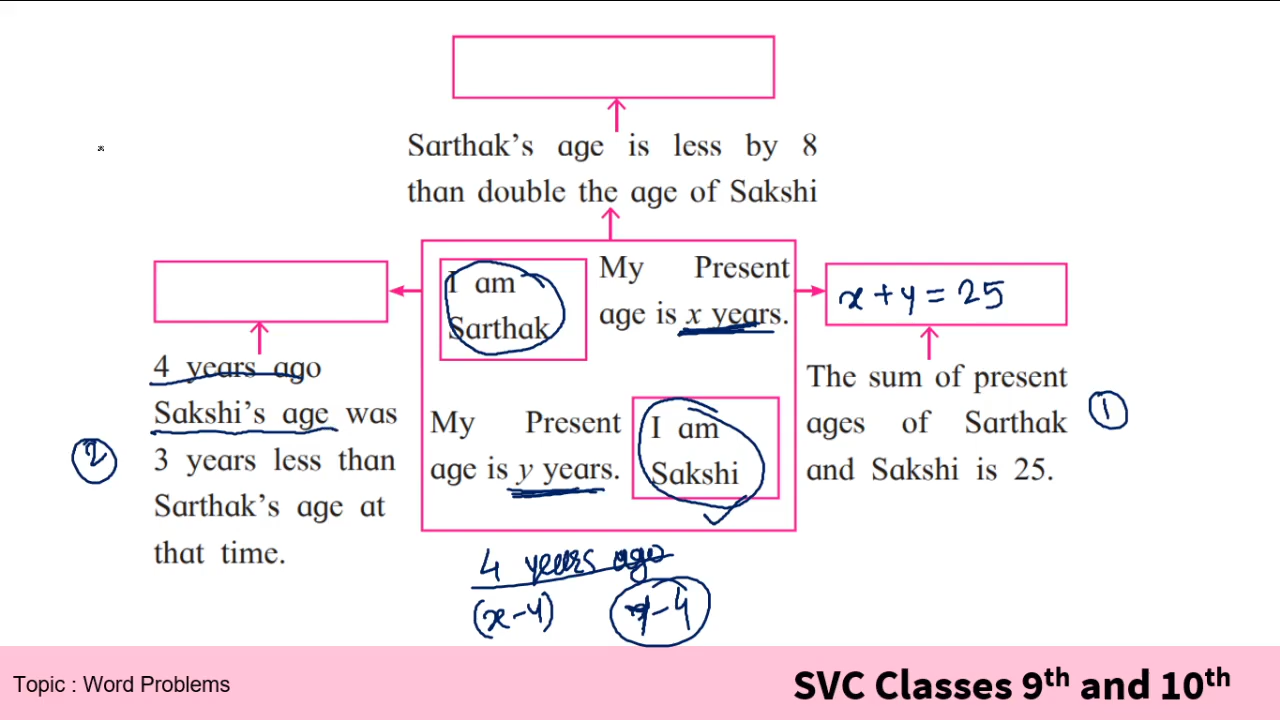 Sarthak's age is less by 8
than double the age of Sakshi
I am
Sarthak
My Present
age is x years.
x + y = 25
4 years ago
Sakshi's age was
3 years less than
Sarthak's age at
that time.
2
My Present
age is y years.
I am
Sakshi
The sum of present
ages of Sarthak
and Sakshi is 25.
1
4 years ago
(x-4) y-4
Topic : Word Problems
SVC Classes 9th and 10th